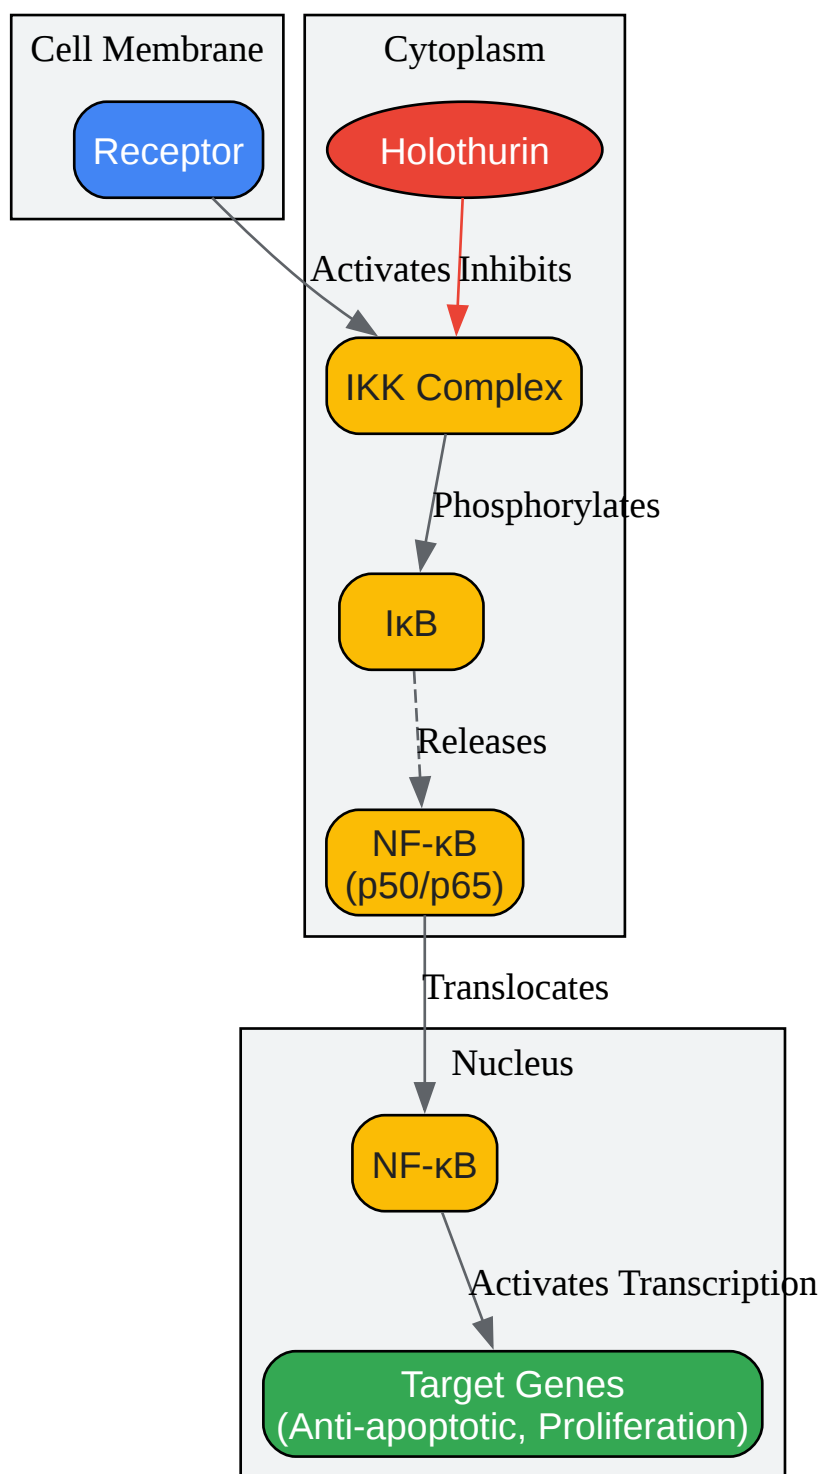 Cell Membrane
Cytoplasm
Receptor
Holothurin
Activates
Inhibits
IKK Complex
Phosphorylates
IκB
Releases
NF-κB
(p50/p65)
Translocates
Nucleus
NF-κB
Activates Transcription
Target Genes
(Anti-apoptotic, Proliferation)